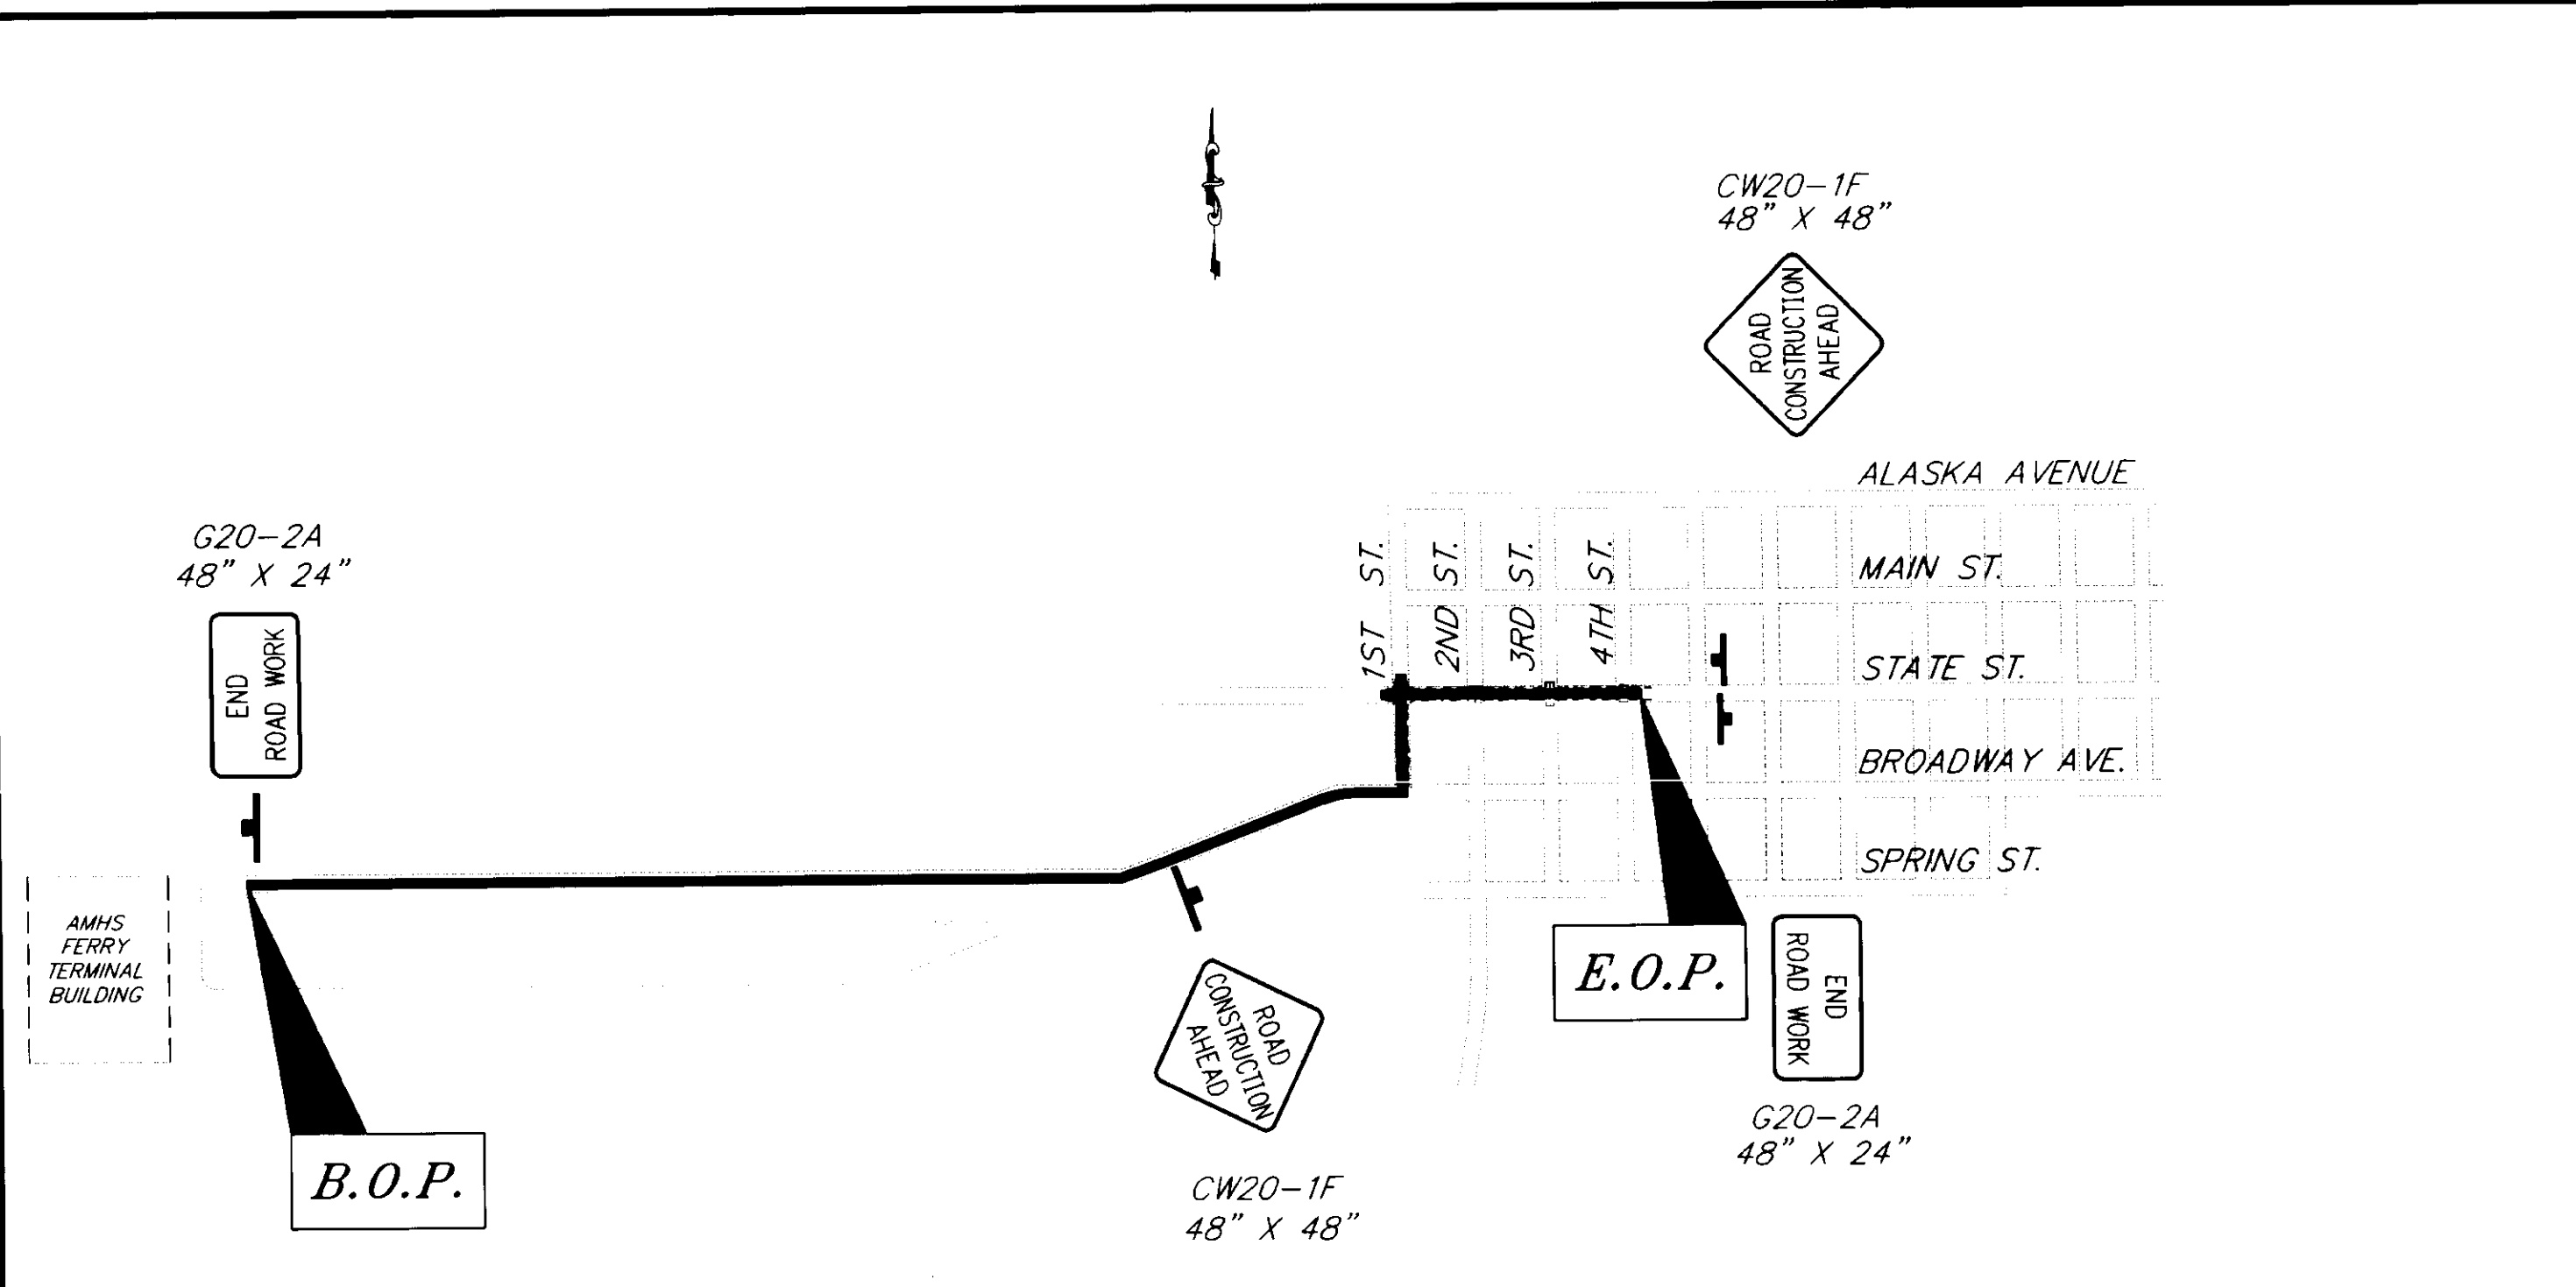 CW20-1F
48" X 48"
ROAD
CONSTRUCTION
AHEAD
ALASKA AVENUE
G20-2A
48" X 24"
END
ROAD WORK
1ST ST.
2ND ST.
3RD ST.
4TH ST.
MAIN ST.
STATE ST.
BROADWAY AVE.
SPRING ST.
AMHS
FERRY
TERMINAL
BUILDING
E.O.P.
END
ROAD WORK
ROAD
CONSTRUCTION
AHEAD
G20-2A
48" X 24"
B.O.P.
CW20-1F
48" X 48"